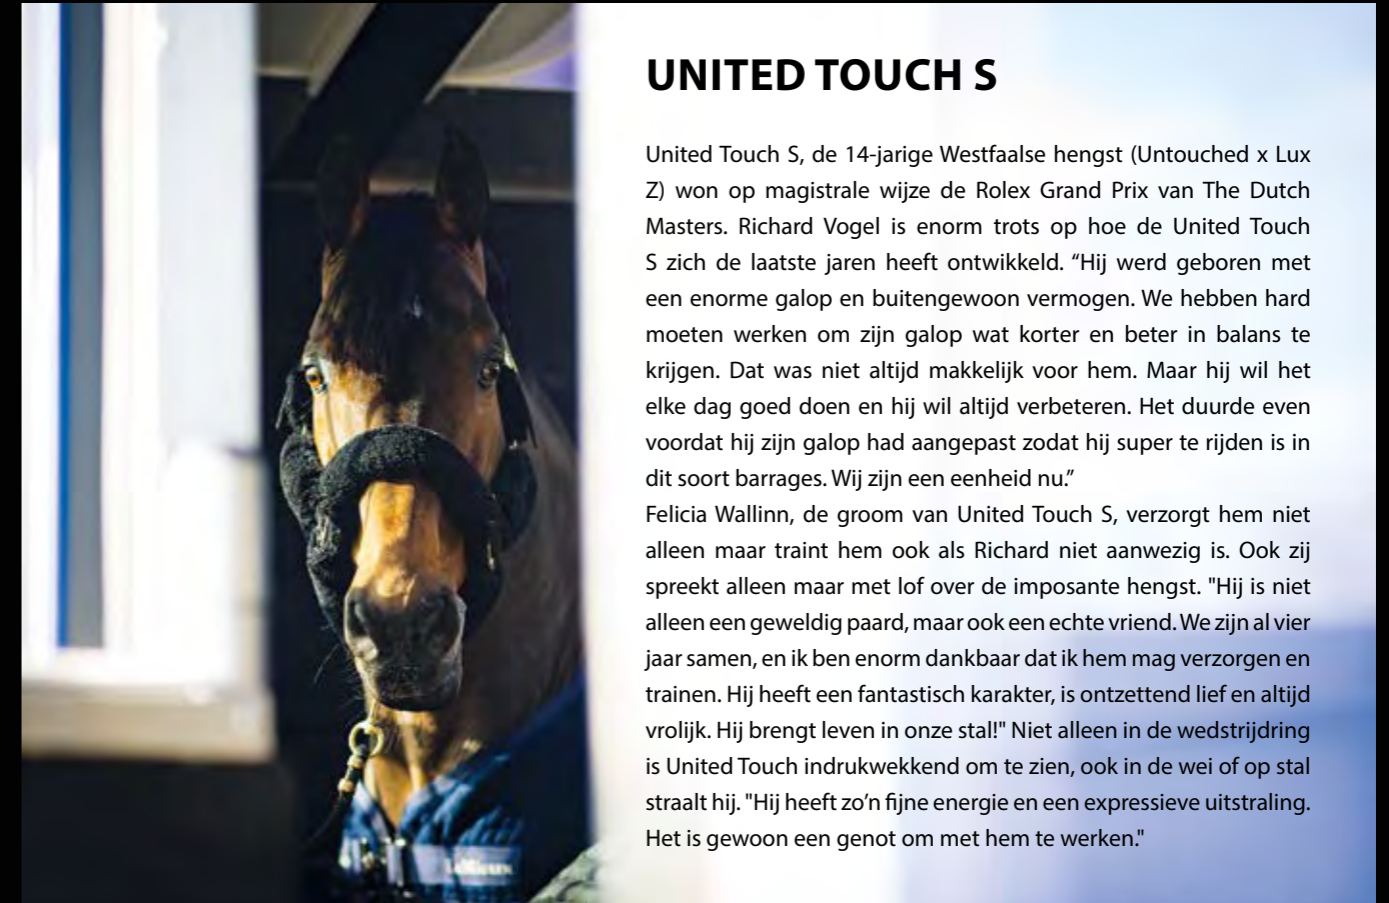 UNITED TOUCH S
United Touch S, de 14-jarige Westfaalse hengst (Untouched x Lux
Z) won op magistrale wijze de Rolex Grand Prix van The Dutch
Masters. Richard Vogel is enorm trots op hoe de United Touch
S zich de laatste jaren heeft ontwikkeld. “Hij werd geboren met
een enorme galop en buitengewoon vermogen. We hebben hard
moeten werken om zijn galop wat korter en beter in balans te
krijgen. Dat was niet altijd makkelijk voor hem. Maar hij wil het
elke dag goed doen en hij wil altijd verbeteren. Het duurde even
voordat hij zijn galop had aangepast zodat hij super te rijden is in
dit soort barrages. Wij zijn een eenheid nu.”
Felicia Wallinn, de groom van United Touch S, verzorgt hem niet
alleen maar traint hem ook als Richard niet aanwezig is. Ook zij
spreekt alleen maar met lof over de imposante hengst. "Hij is niet
alleen een geweldig paard, maar ook een echte vriend. We zijn al vier
jaar samen, en ik ben enorm dankbaar dat ik hem mag verzorgen en
trainen. Hij heeft een fantastisch karakter, is ontzettend lief en altijd
vrolijk. Hij brengt leven in onze stal!" Niet alleen in de wedstrijdring
is United Touch indrukwekkend om te zien, ook in de wei of op stal
straalt hij. "Hij heeft zo’n fijne energie en een expressieve uitstraling.
Het is gewoon een genot om met hem te werken."